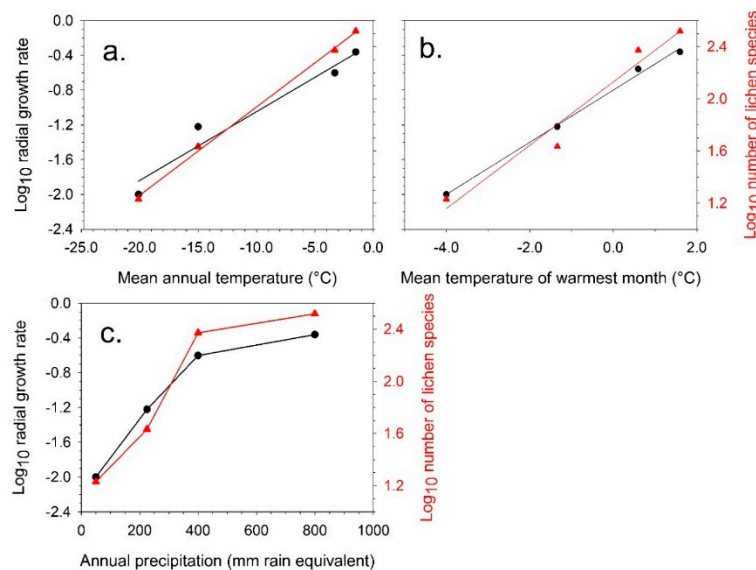 a.
Log10 radial growth rate
0.0
-0.4
-0.8
-1.2
-1.6
-2.0
-2.4
-25.0 -20.0 -15.0 -10.0 -5.0 0.0
Mean annual temperature (°C)
b.
-4.0 -2.0 0.0 2.0
Mean temperature of warmest month (°C)
2.4
2.0
1.6
1.2
Log10 number of lichen species
c.
Log10 radial growth rate
0.0
-0.4
-0.8
-1.2
-1.6
-2.0
-2.4
0 200 400 600 800 1000
Annual precipitation (mm rain equivalent)
2.4
2.0
1.6
1.2
Log10 number of lichen species